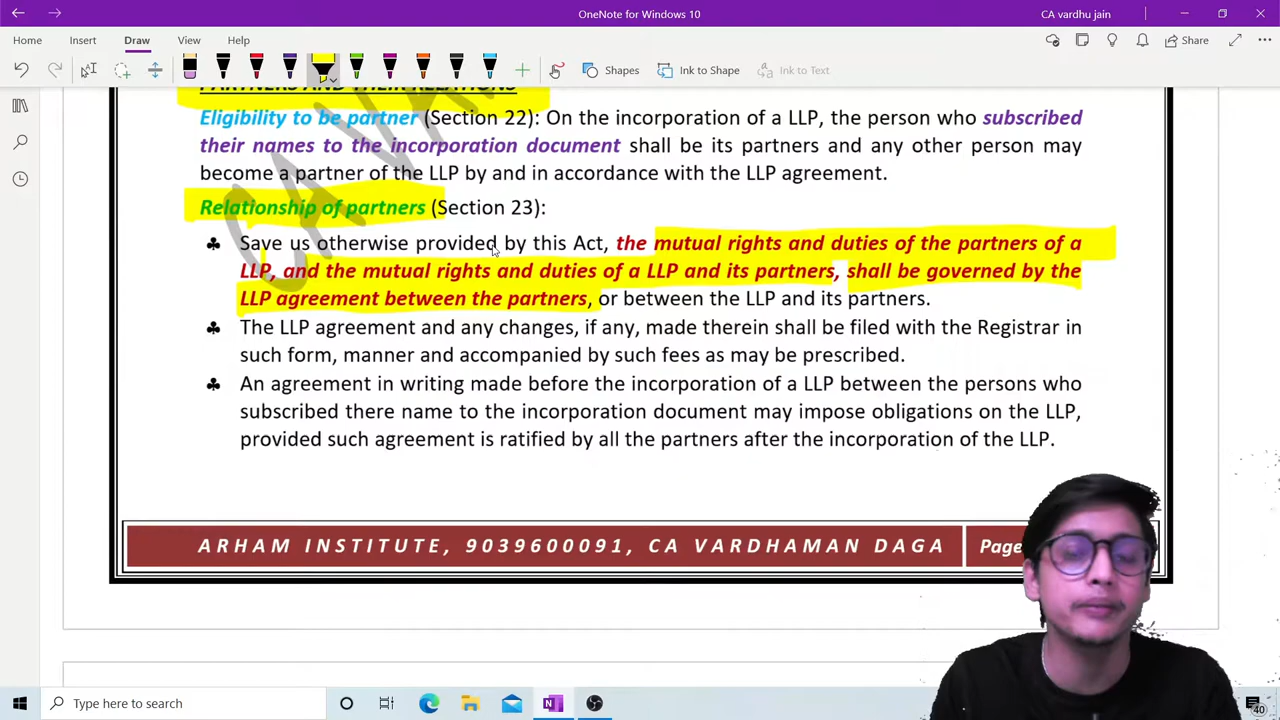 OneNote for Windows 10
CA vardhu jain
Home
Insert
Draw
View
Help
Share
Shapes
Ink to Shape
Ink to Text
PARTNERS AND THEIR RELATIONS
Eligibility to be partner (Section 22): On the incorporation of a LLP, the person who subscribed
their names to the incorporation document shall be its partners and any other person may
become a partner of the LLP by and in accordance with the LLP agreement.
Relationship of partners (Section 23):
♣ Save us otherwise provided by this Act, the mutual rights and duties of the partners of a
LLP, and the mutual rights and duties of a LLP and its partners, shall be governed by the
LLP agreement between the partners, or between the LLP and its partners.
♣ The LLP agreement and any changes, if any, made therein shall be filed with the Registrar in
such form, manner and accompanied by such fees as may be prescribed.
♣ An agreement in writing made before the incorporation of a LLP between the persons who
subscribed there name to the incorporation document may impose obligations on the LLP,
provided such agreement is ratified by all the partners after the incorporation of the LLP.
CA VA
ARHAM INSTITUTE, 9039600091, CA VARDHAMAN DAGA
Page
Type here to search
40